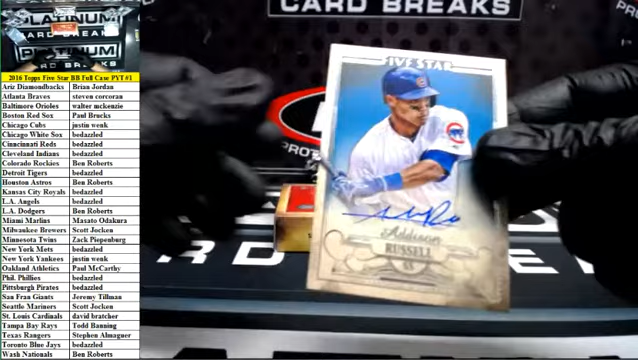 CARD BREAKS
PLATINUM
CARD BREAKS
PLATINUM
2016 Topps Five Star BB Full Case PYT #1
Ariz Diamondbacks Brian Jordan
Atlanta Braves steven corcoran
Baltimore Orioles walter mckenzie
Boston Red Sox Paul Brucks
Chicago Cubs justin wenk
Chicago White Sox bedazzled
Cinncinnati Reds bedazzled
Cleveland Indians bedazzled
Colorado Rockies Ben Roberts
Detroit Tigers bedazzled
Houston Astros Ben Roberts
Kansas City Royals bedazzled
L.A. Angels bedazzled
L.A. Dodgers Ben Roberts
Miami Marlins Masato Odakura
Milwaukee Brewers Scott Jocken
Minnesota Twins Zack Piepenburg
New York Mets bedazzled
New York Yankees justin wenk
Oakland Athletics Paul McCarthy
Phil. Phillies bedazzled
Pittsburgh Pirates bedazzled
San Fran Giants Jeremy Tillman
Seattle Mariners Scott Jocken
St. Louis Cardinals david bratcher
Tampa Bay Rays Todd Banning
Texas Rangers Stephen Almaguer
Toronto Blue Jays bedazzled
Wash Nationals Ben Roberts
FIVE STAR
Addison
RUSSELL
SS